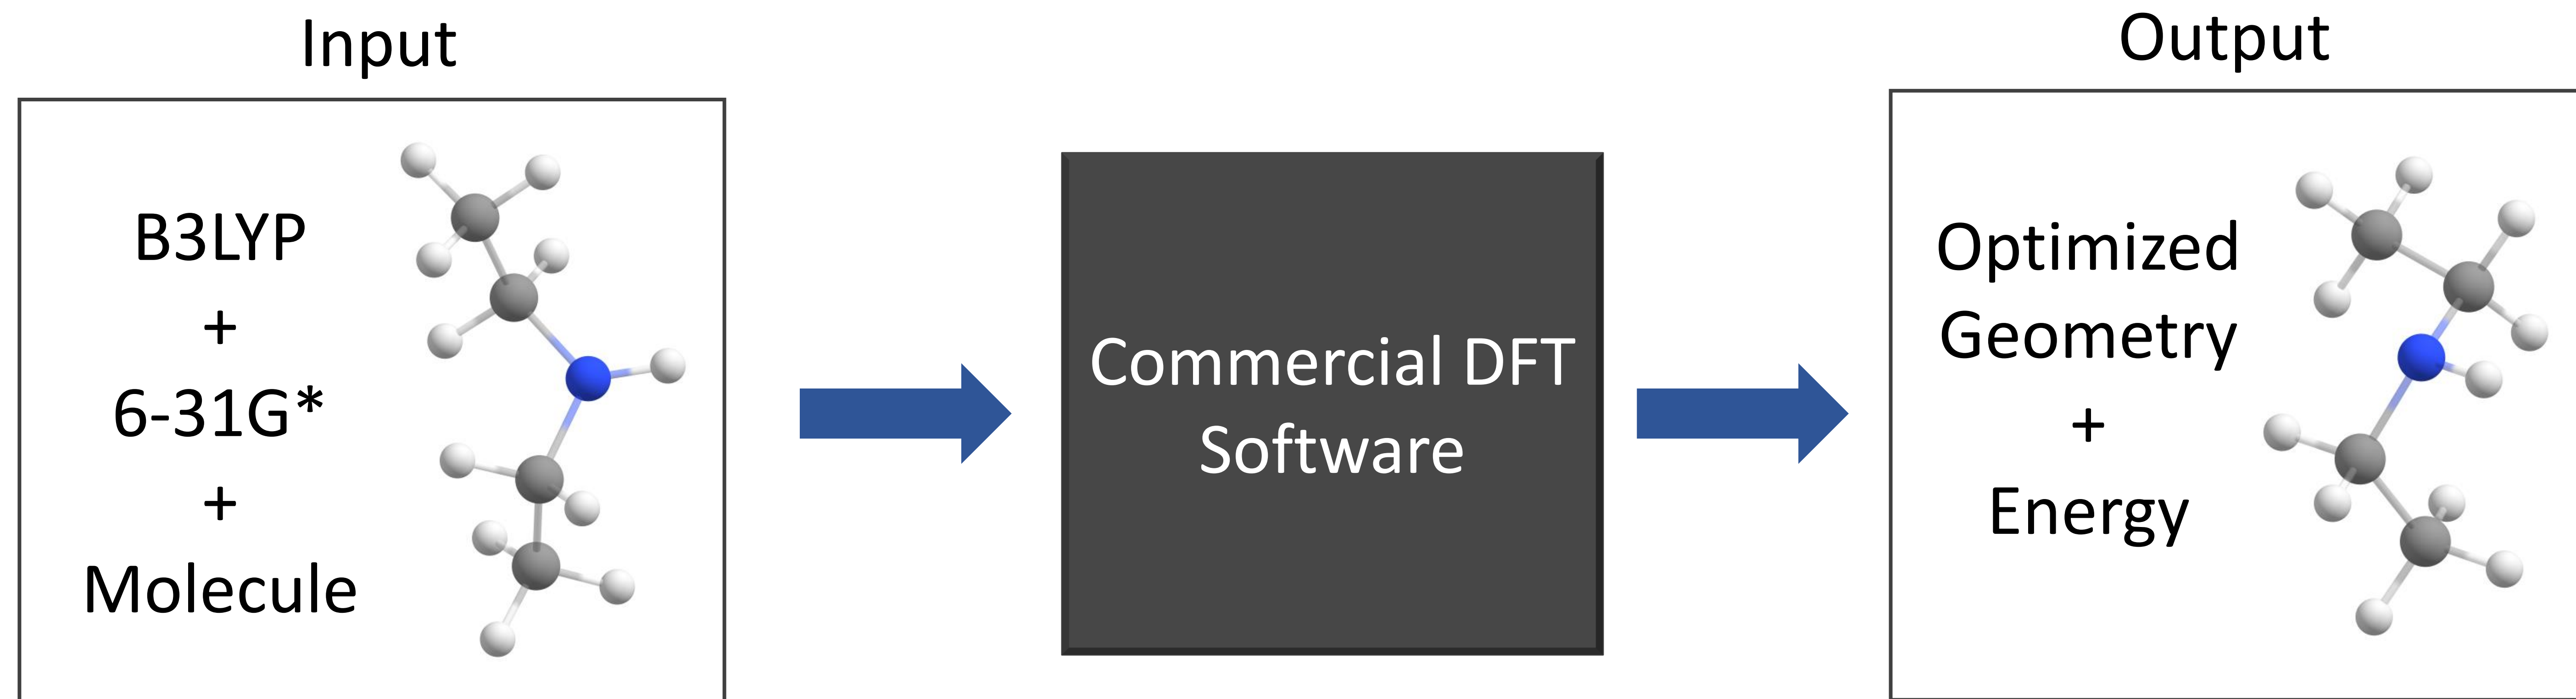 Input
B3LYP
+
6-31G*
+
Molecule
Commercial DFT
Software
Output
Optimized
Geometry
+
Energy